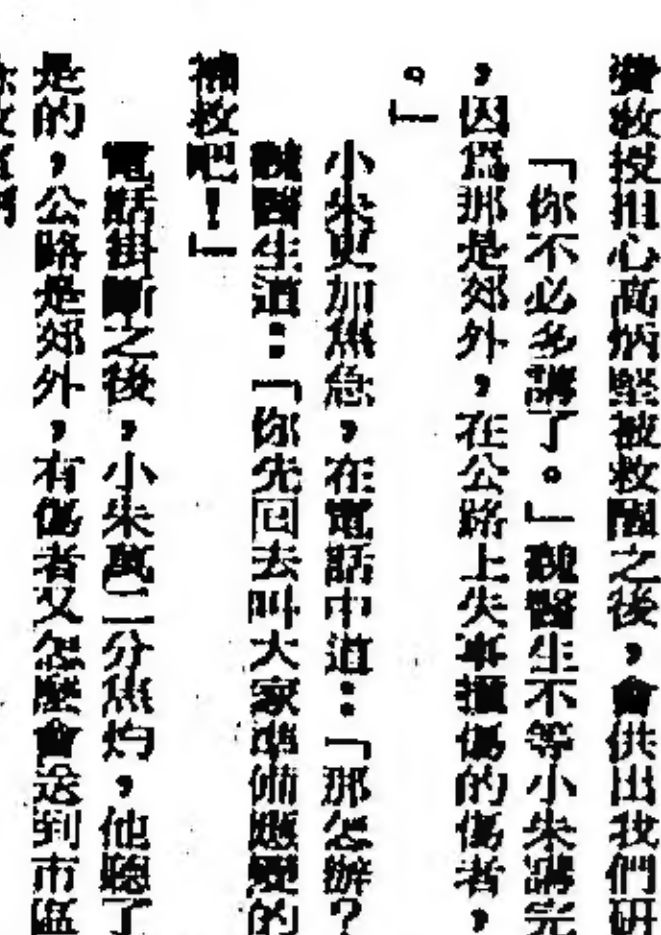 教授担心高炳堅被救醒之後，會供出我們研
「你不必多講了。」魏醫生不等小朱講完
，因爲那是郊外，在公路上失事撞傷的傷者，
。」
小朱更加焦急，在電話中道：「那怎辦？
魏醫生道：「你先回去叫大家準備應變的
補救吧！」
電話掛斷之後，小朱萬二分焦灼，他聽了
是的，公路是郊外，有傷者又怎麼會送到市區